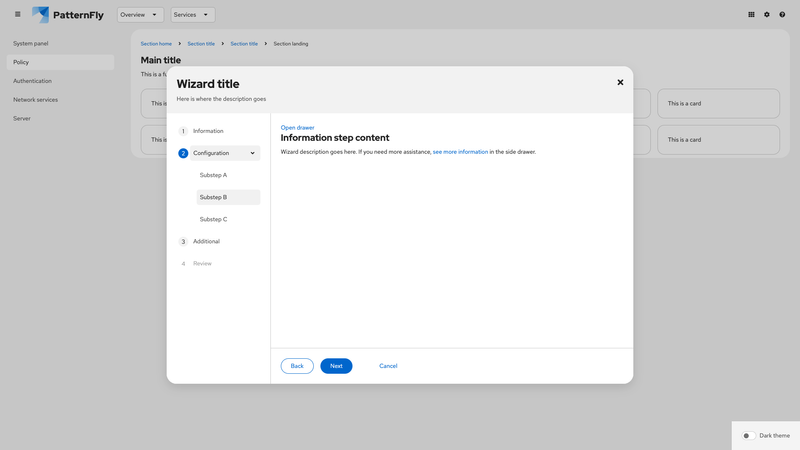 PatternFly
Overview
Services
System panel
Policy
Authentication
Network services
Server
Section home
Section title
Section title
Section landing
Main title
This is a fu
This is
This is a card
This is
This is a card
Wizard title
Here is where the description goes
1 Information
2 Configuration
Substep A
Substep B
Substep C
3 Additional
4 Review
Open drawer
Information step content
Wizard description goes here. If you need more assistance, see more information in the side drawer.
Back
Next
Cancel
Dark theme